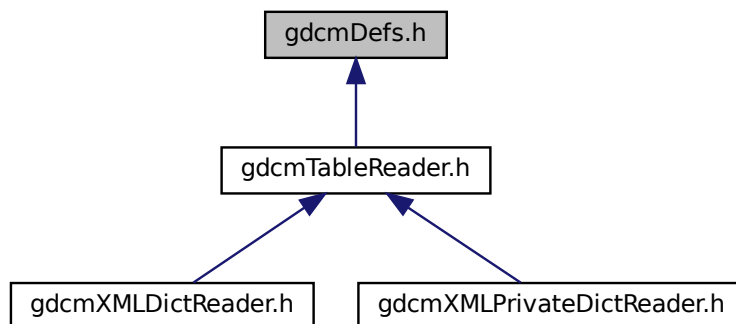 gdcmDefs.h
gdcmTableReader.h
gdcmXMLDictReader.h
gdcmXMLPrivateDictReader.h